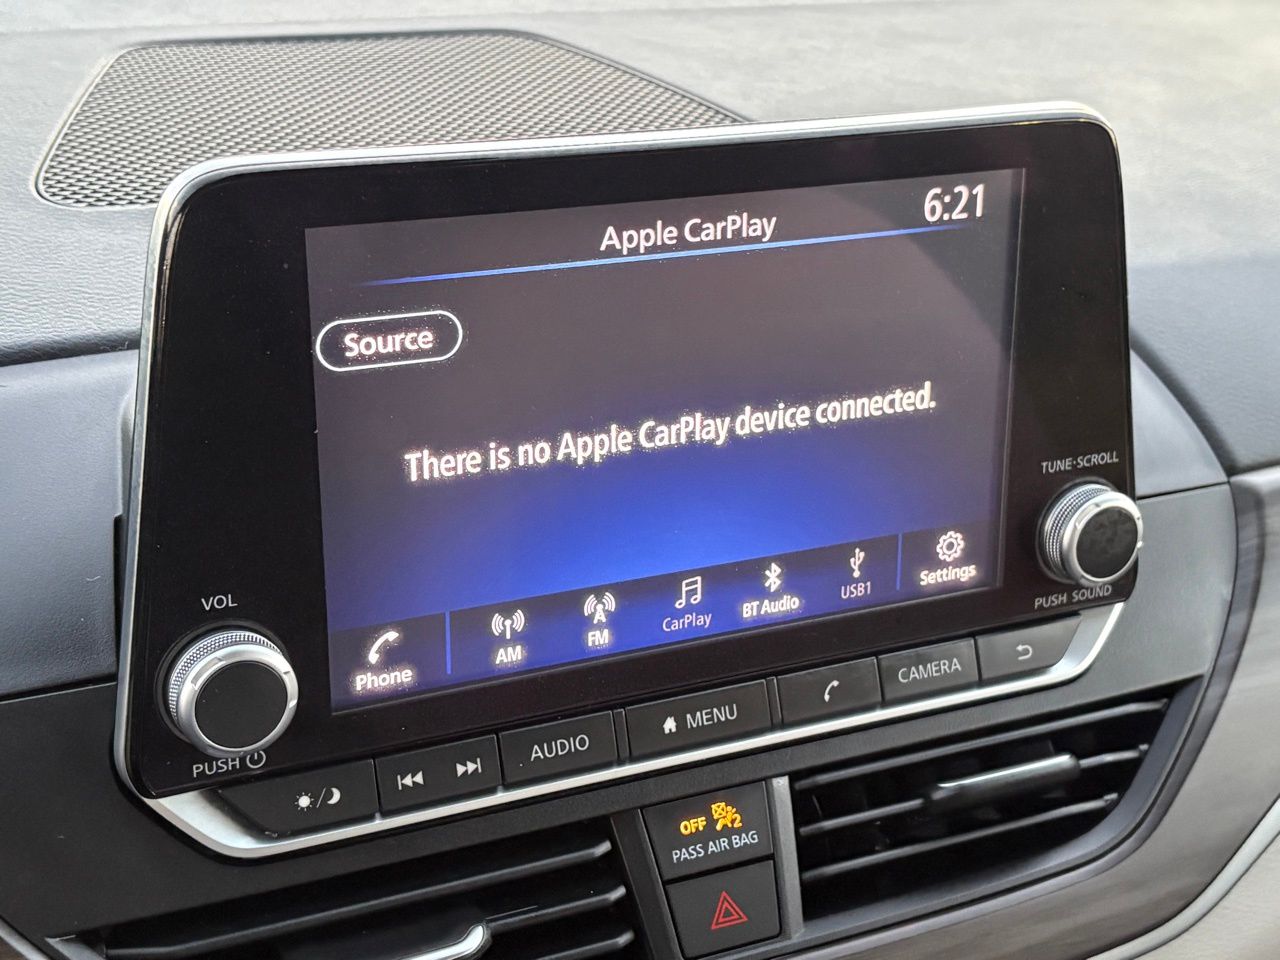 Apple CarPlay
6:21
Source
There is no Apple CarPlay device connected.
Phone
AM
FM
CarPlay
BT Audio
USB1
Settings
VOL
PUSH
TUNE·SCROLL
PUSH SOUND
AUDIO
MENU
CAMERA
OFF 2
PASS AIR BAG